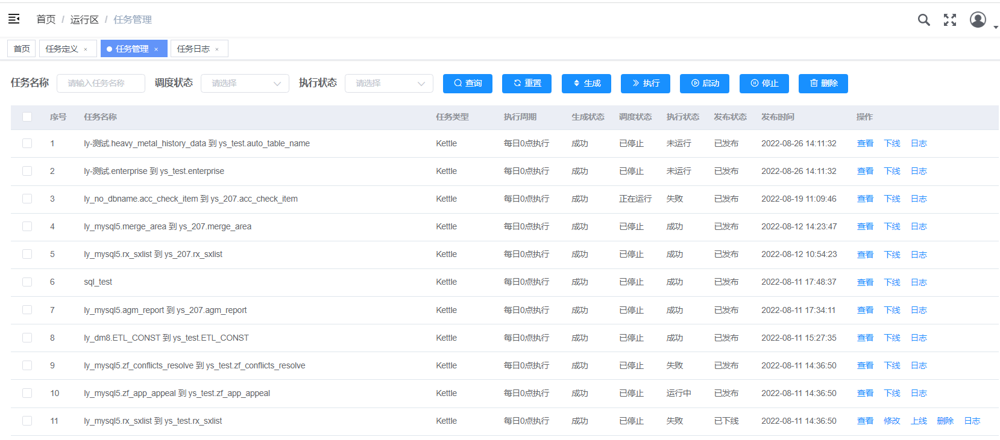 首页 / 运行区 / 任务管理
首页 任务定义 × 任务管理 × 任务日志 ×
任务名称 请输入任务名称 调度状态 请选择 执行状态 请选择 查询 重置 生成 执行 启动 停止 删除
序号 任务名称 任务类型 执行周期 生成状态 调度状态 执行状态 发布状态 发布时间 操作
1 ly-测试.heavy_metal_history_data 到 ys_test.auto_table_name Kettle 每日0点执行 成功 已停止 未运行 已发布 2022-08-26 14:11:32 查看 下线 日志
2 ly-测试.enterprise 到 ys_test.enterprise Kettle 每日0点执行 成功 已停止 未运行 已发布 2022-08-26 14:11:32 查看 下线 日志
3 ly_no_dbname.acc_check_item 到 ys_207.acc_check_item Kettle 每日0点执行 成功 正在运行 失败 已发布 2022-08-19 11:09:46 查看 下线 日志
4 ly_mysql5.merge_area 到 ys_207.merge_area Kettle 每日0点执行 成功 已停止 成功 已发布 2022-08-12 14:23:47 查看 下线 日志
5 ly_mysql5.rx_sxlist 到 ys_207.rx_sxlist Kettle 每日0点执行 成功 已停止 成功 已发布 2022-08-12 10:54:23 查看 下线 日志
6 sql_test Kettle 每日0点执行 成功 已停止 成功 已发布 2022-08-11 17:48:37 查看 下线 日志
7 ly_mysql5.agm_report 到 ys_207.agm_report Kettle 每日0点执行 成功 已停止 成功 已发布 2022-08-11 17:34:11 查看 下线 日志
8 ly_dm8.ETL_CONST 到 ys_test.ETL_CONST Kettle 每日0点执行 成功 已停止 成功 已发布 2022-08-11 15:27:35 查看 下线 日志
9 ly_mysql5.zf_conflicts_resolve 到 ys_test.zf_conflicts_resolve Kettle 每日0点执行 成功 已停止 失败 已发布 2022-08-11 14:36:50 查看 下线 日志
10 ly_mysql5.zf_app_appeal 到 ys_test.zf_app_appeal Kettle 每日0点执行 成功 已停止 运行中 已发布 2022-08-11 14:36:50 查看 下线 日志
11 ly_mysql5.rx_sxlist 到 ys_test.rx_sxlist Kettle 每日0点执行 成功 已停止 失败 已下线 2022-08-11 14:36:50 查看 修改 上线 删除 日志